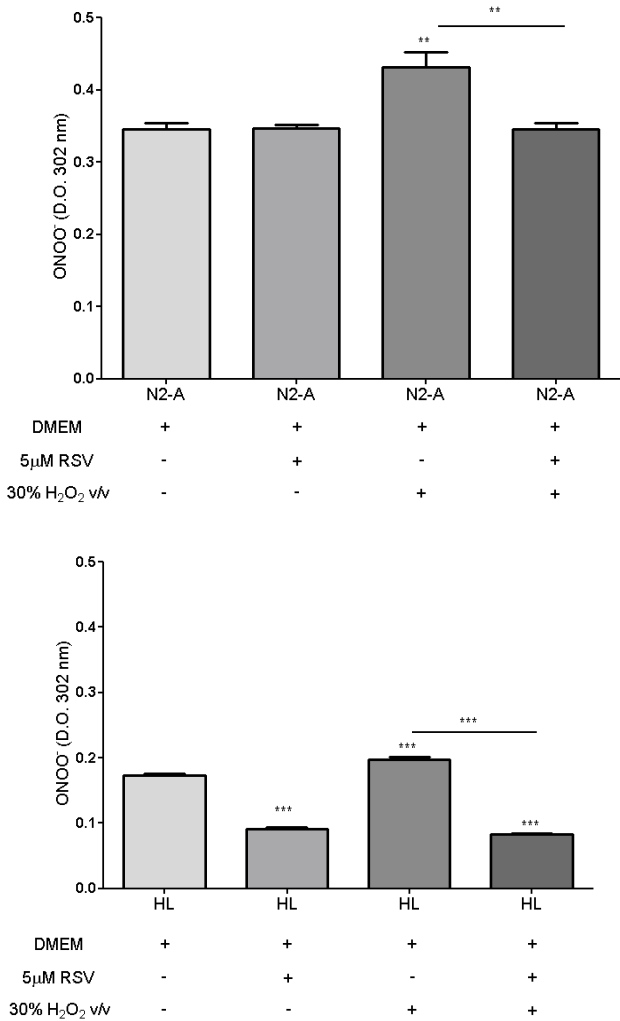 0.5
**
**
0.4
0.3
0.2
0.1
0.0
ONOO⁻ (D.O. 302 nm)
N2-A N2-A N2-A N2-A
DMEM + + + +
5μM RSV - + - +
30% H₂O₂ v/v - - + +
0.5
0.4
0.3
***
0.2
***
***
***
0.1
0.0
ONOO⁻ (D.O. 302 nm)
HL HL HL HL
DMEM + + + +
5μM RSV - + - +
30% H₂O₂ v/v - - + +